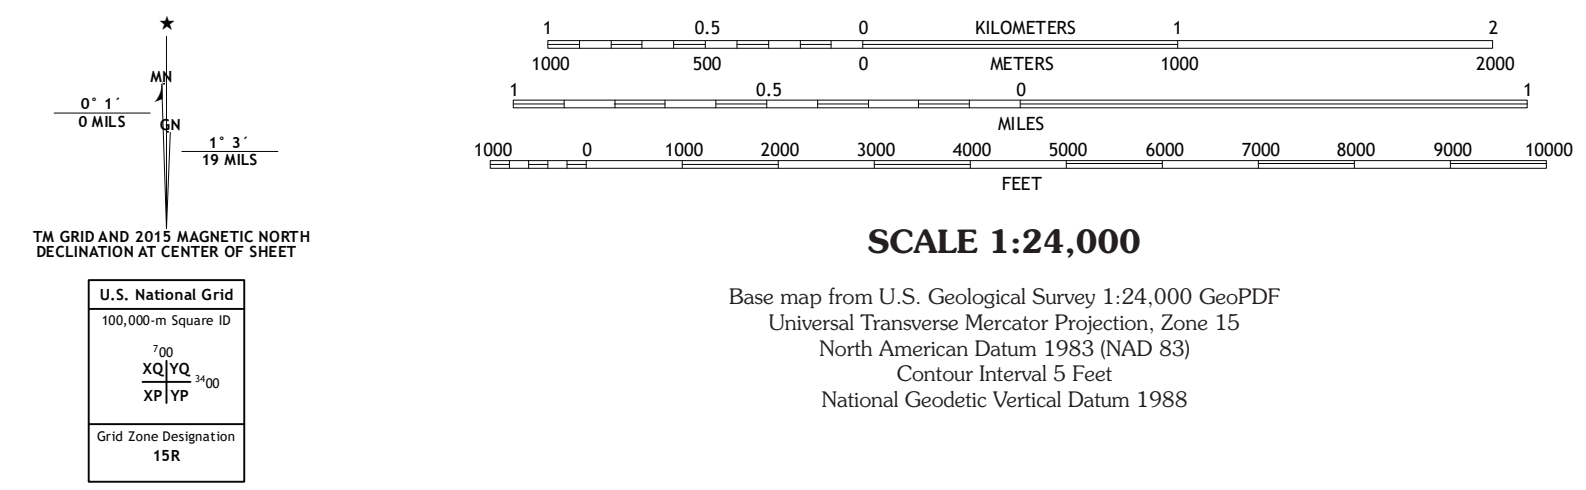 ★
MN
0° 1´
0 MILS
GN
1° 3´
19 MILS
TM GRID AND 2015 MAGNETIC NORTH
DECLINATION AT CENTER OF SHEET
U.S. National Grid
100,000-m Square ID
⁷00
XQ YQ
³⁴00
XP YP
Grid Zone Designation
15R
1 0.5 0 KILOMETERS 1 2
1000 500 0 METERS 1000 2000
1 0.5 0 1
MILES
1000 0 1000 2000 3000 4000 5000 6000 7000 8000 9000 10000
FEET
SCALE 1:24,000
Base map from U.S. Geological Survey 1:24,000 GeoPDF
Universal Transverse Mercator Projection, Zone 15
North American Datum 1983 (NAD 83)
Contour Interval 5 Feet
National Geodetic Vertical Datum 1988